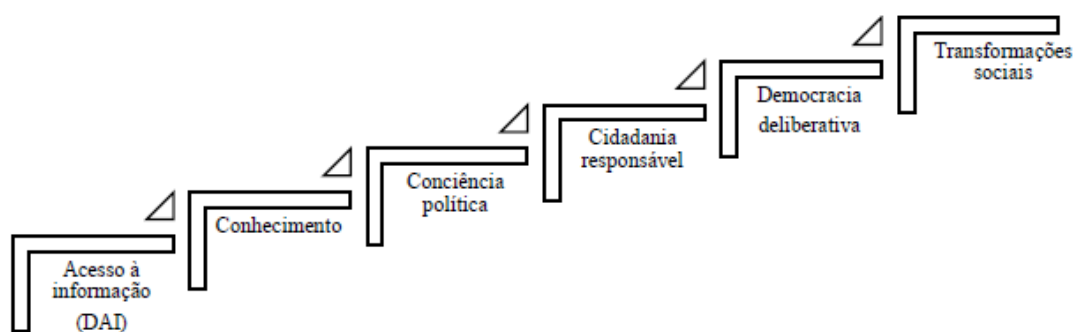 Acesso à
informação
(DAI)
Conhecimento
Conciência
política
Cidadania
responsável
Democracia
deliberativa
Transformações
sociais